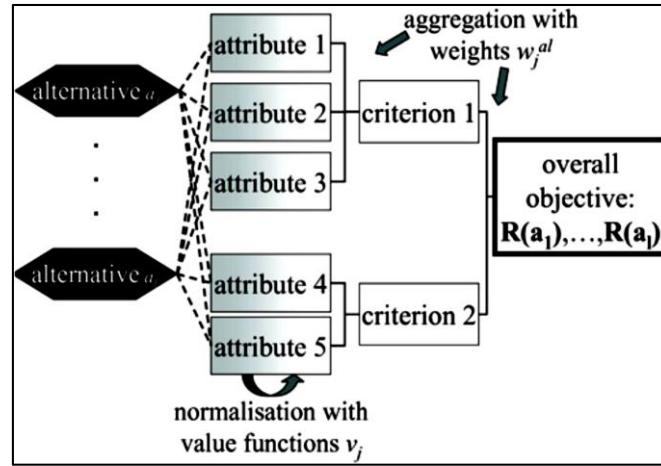 attribute 1
attribute 2
attribute 3
attribute 4
attribute 5
alternative a
.
.
.
alternative a
aggregation with
weights w_j^al
criterion 1
criterion 2
overall
objective:
R(a_1),…,R(a_l)
normalisation with
value functions v_j